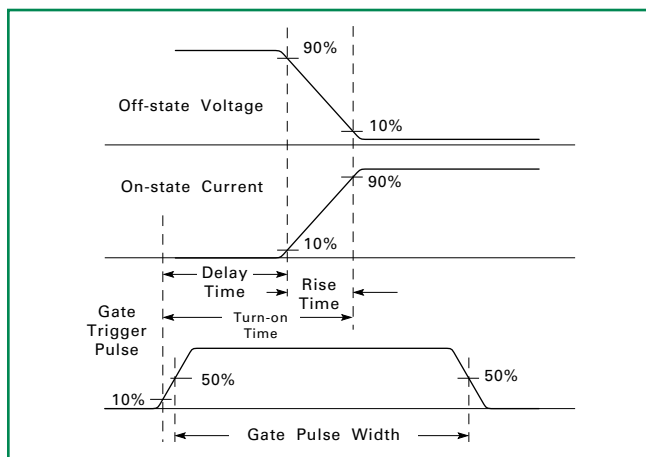 90%
Off-state Voltage
10%
On-state Current
90%
10%
Delay
Time
Rise
Time
Gate
Trigger
Pulse
Turn-on
Time
50%
50%
10%
Gate Pulse Width